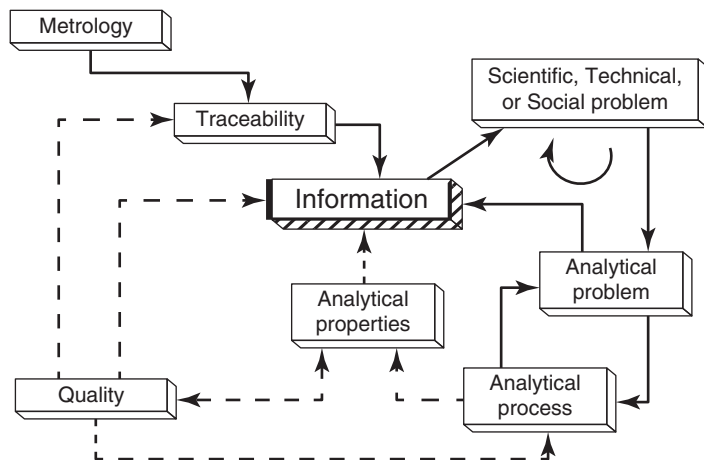 Metrology
Scientific, Technical,
or Social problem
Traceability
Information
Analytical
problem
Analytical
properties
Quality
Analytical
process